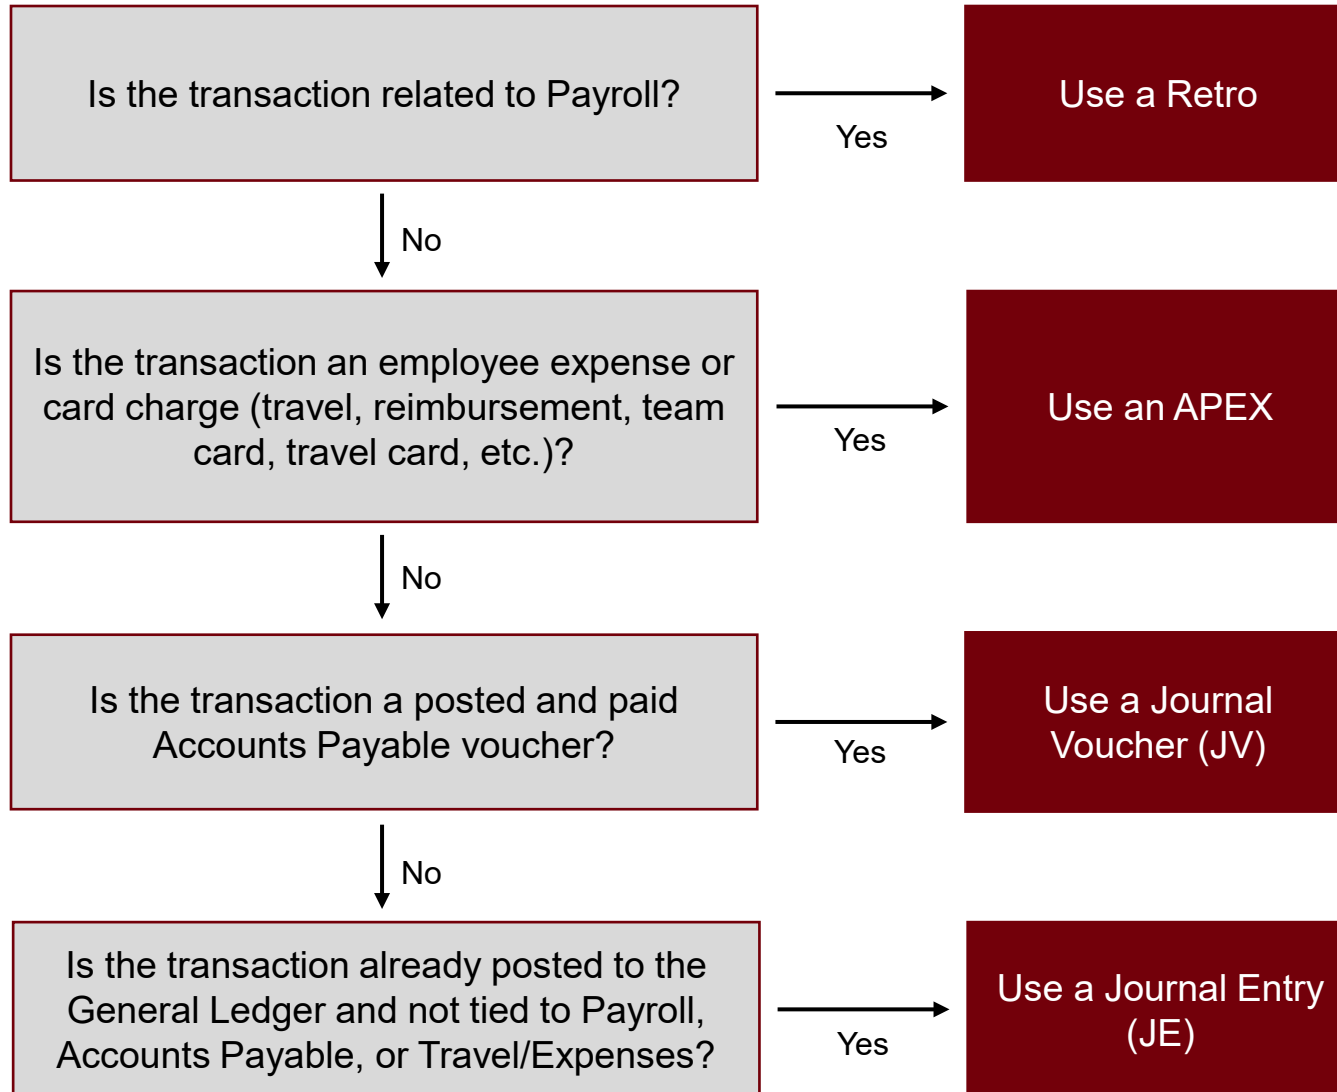 Is the transaction related to Payroll?
Yes
Use a Retro
No
Is the transaction an employee expense or
card charge (travel, reimbursement, team
card, travel card, etc.)?
Yes
Use an APEX
No
Is the transaction a posted and paid
Accounts Payable voucher?
Yes
Use a Journal
Voucher (JV)
No
Is the transaction already posted to the
General Ledger and not tied to Payroll,
Accounts Payable, or Travel/Expenses?
Yes
Use a Journal Entry
(JE)